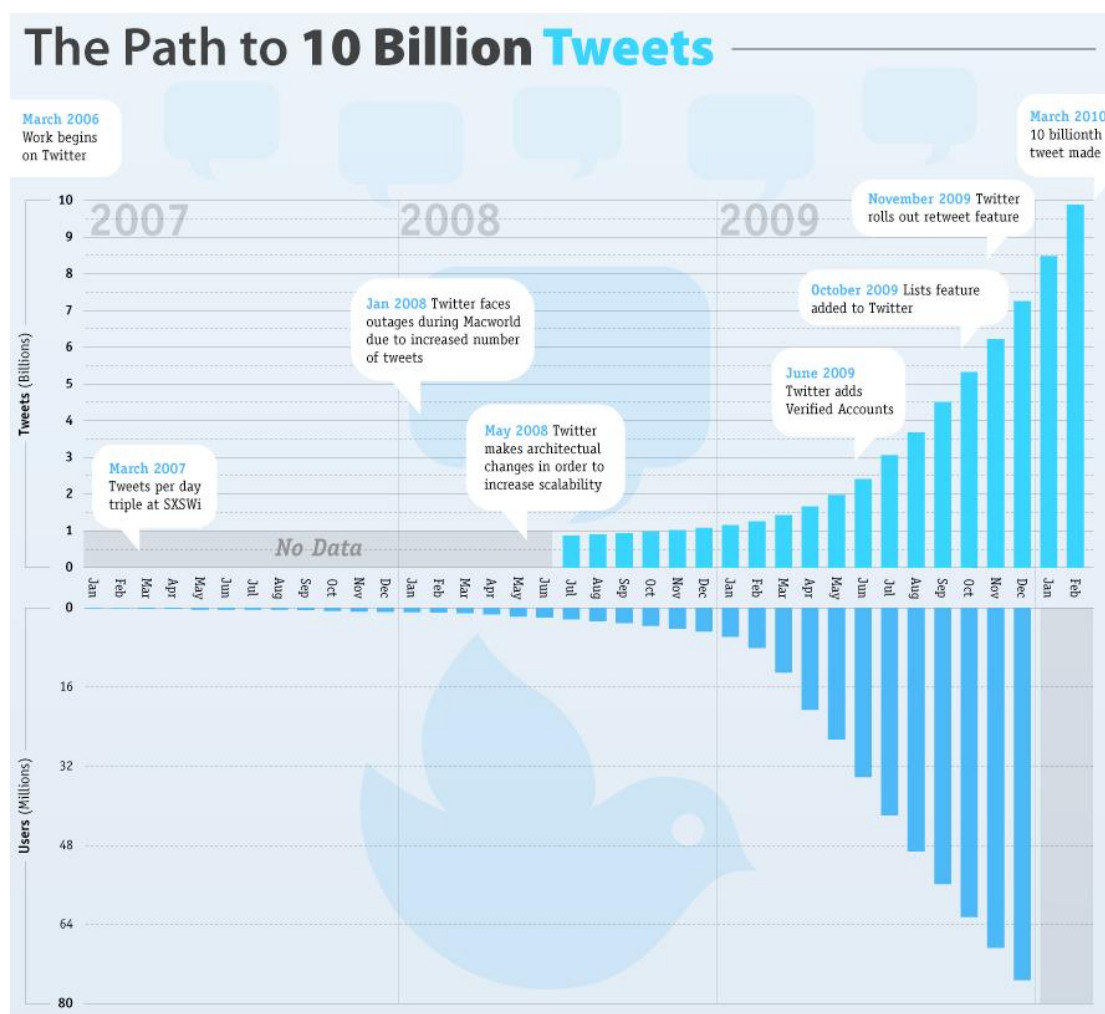 The Path to 10 Billion Tweets
March 2006
Work begins
on Twitter
March 2010
10 billionth
tweet made
November 2009 Twitter
rolls out retweet feature
October 2009 Lists feature
added to Twitter
June 2009
Twitter adds
Verified Accounts
Jan 2008 Twitter faces
outages during Macworld
due to increased number
of tweets
May 2008 Twitter
makes architectual
changes in order to
increase scalability
March 2007
Tweets per day
triple at SXSWi
2007 2008 2009
Tweets (Billions)
10
9
8
7
6
5
4
3
2
1
0
No Data
Jan Feb Mar Apr May Jun Jul Aug Sep Oct Nov Dec Jan Feb Mar Apr May Jun Jul Aug Sep Oct Nov Dec Jan Feb Mar Apr May Jun Jul Aug Sep Oct Nov Dec Jan Feb
Users (Millions)
0
16
32
48
64
80